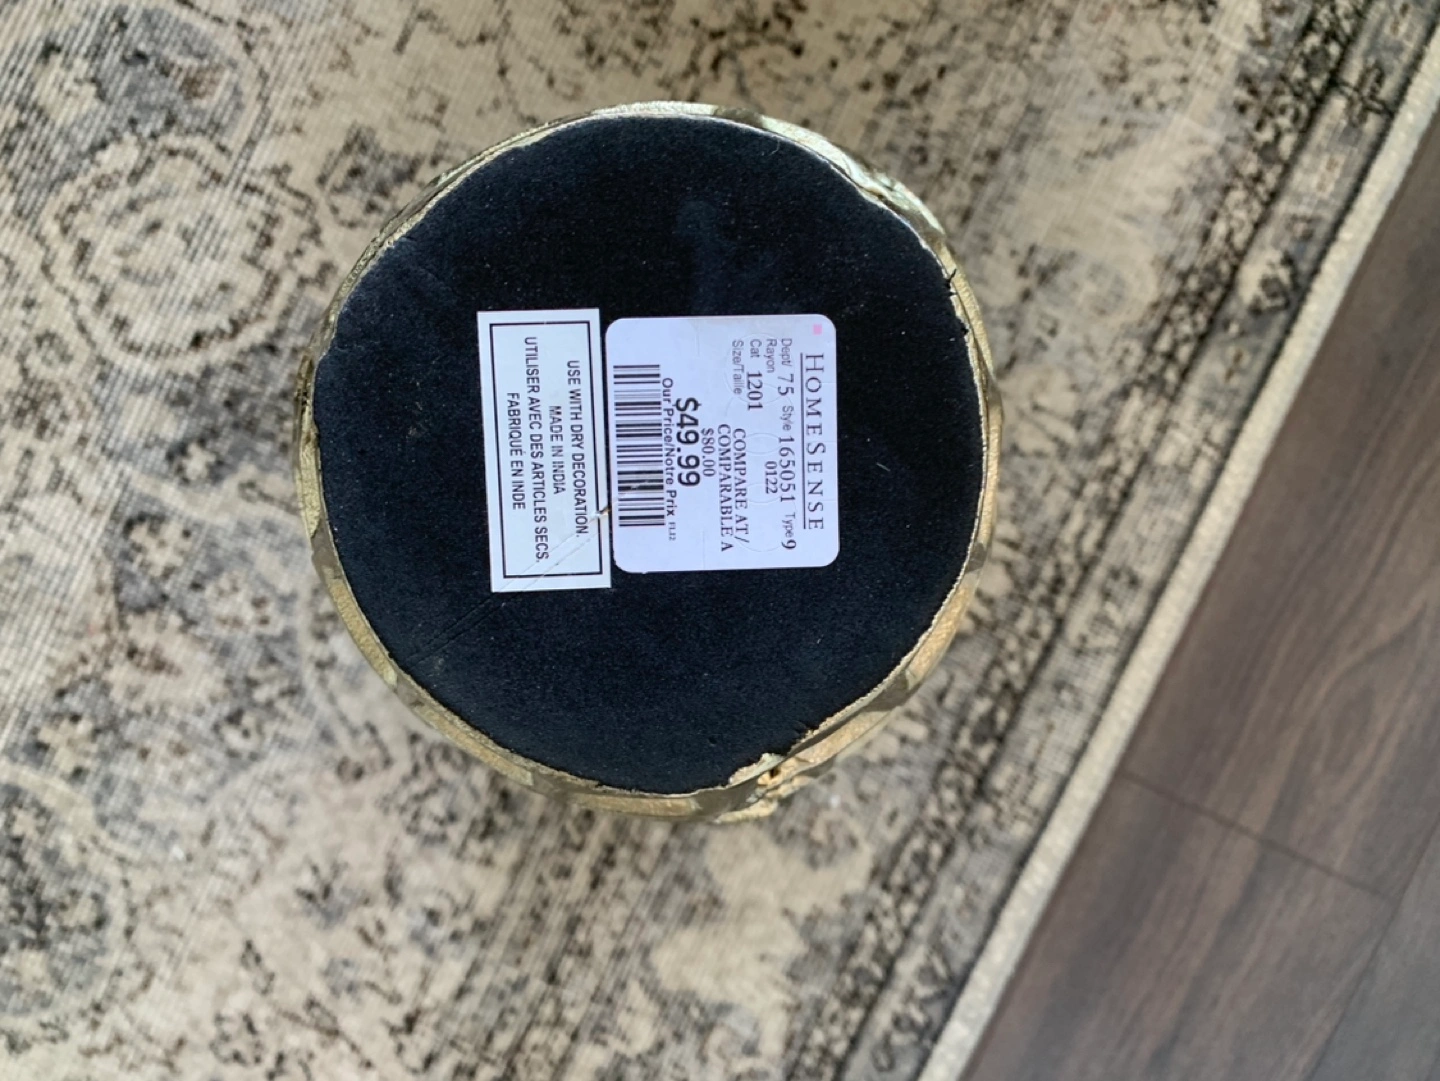 HOMESENSE
Dept/ 75 Style 165051 Type 9
Rayon
Cat 1201 0122
Size/Taille
COMPARE AT/
COMPARABLE A
$80.00
$49.99
Our Price/Notre Prix
USE WITH DRY DECORATION.
MADE IN INDIA
UTILISER AVEC DES ARTICLES SECS.
FABRIQUÉ EN INDE